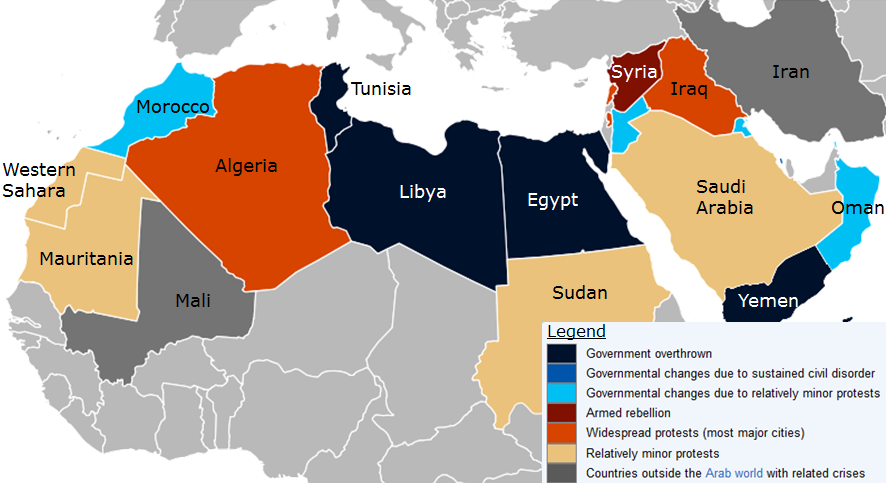 Syria
Iran
Iraq
Tunisia
Morocco
Algeria
Western
Sahara
Libya
Egypt
Saudi
Arabia
Oman
Mauritania
Mali
Sudan
Yemen
Legend
Government overthrown
Governmental changes due to sustained civil disorder
Governmental changes due to relatively minor protests
Armed rebellion
Widespread protests (most major cities)
Relatively minor protests
Countries outside the Arab world with related crises